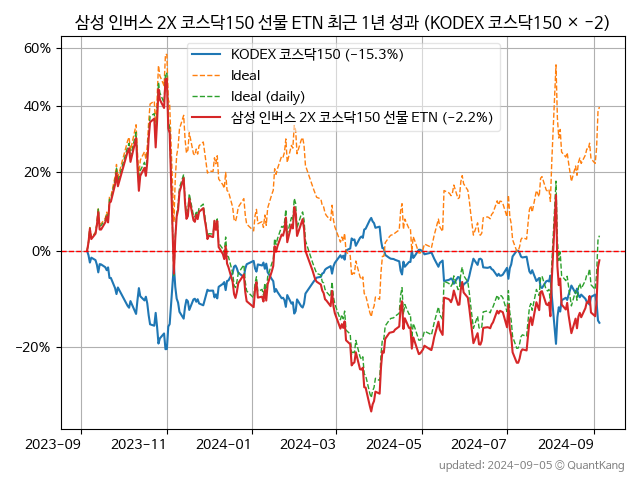 삼성 인버스 2X 코스닥150 선물 ETN 최근 1년 성과 (KODEX 코스닥150 × −2)
60%
40%
20%
0%
−20%
KODEX 코스닥150 (−15.3%)
Ideal
Ideal (daily)
삼성 인버스 2X 코스닥150 선물 ETN (−2.2%)
2023-09 2023-11 2024-01 2024-03 2024-05 2024-07 2024-09
updated: 2024-09-05 © QuantKang